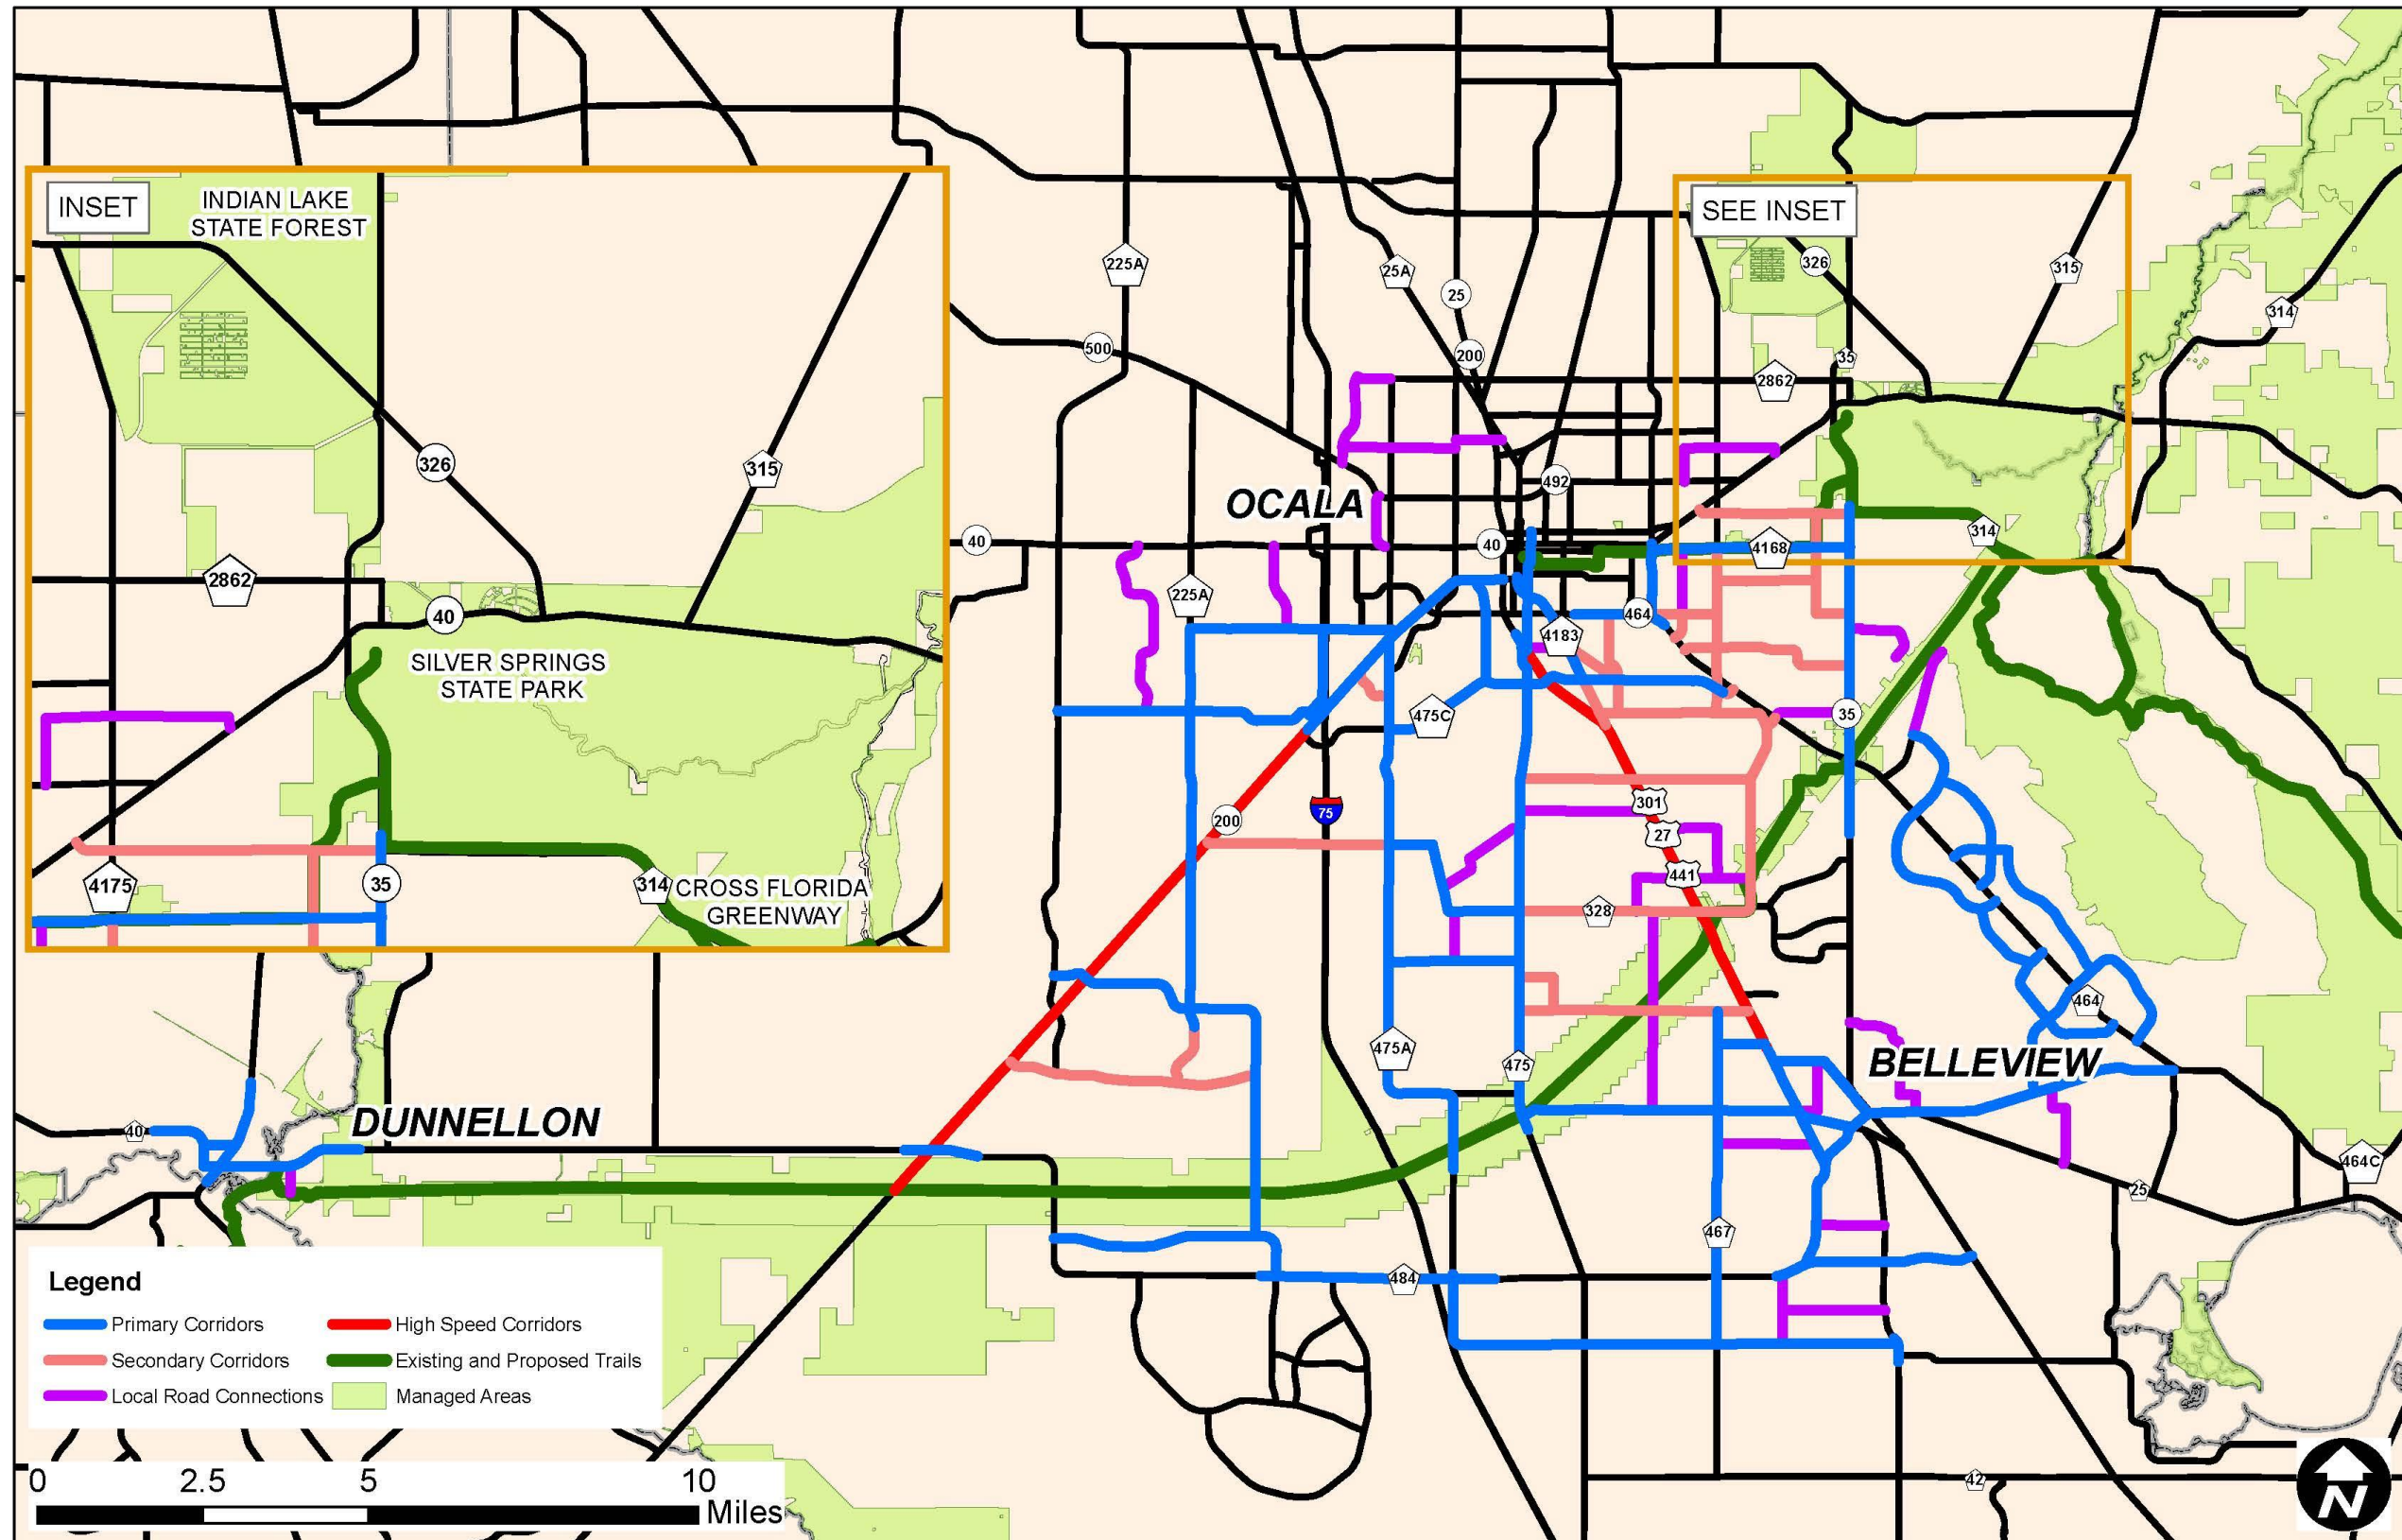 INSET
INDIAN LAKE
STATE FOREST
326
315
2862
40
SILVER SPRINGS
STATE PARK
4175
35
314
CROSS FLORIDA
GREENWAY
SEE INSET
225A
25A
25
326
315
314
500
200
35
2862
OCALA
492
40
40
4168
314
225A
464
4183
475C
35
200
75
301
27
441
328
464
475A
475
BELLEVIEW
DUNNELLON
40
464C
25
467
484
42
Legend
Primary Corridors
High Speed Corridors
Secondary Corridors
Existing and Proposed Trails
Local Road Connections
Managed Areas
0 2.5 5 10
Miles
N